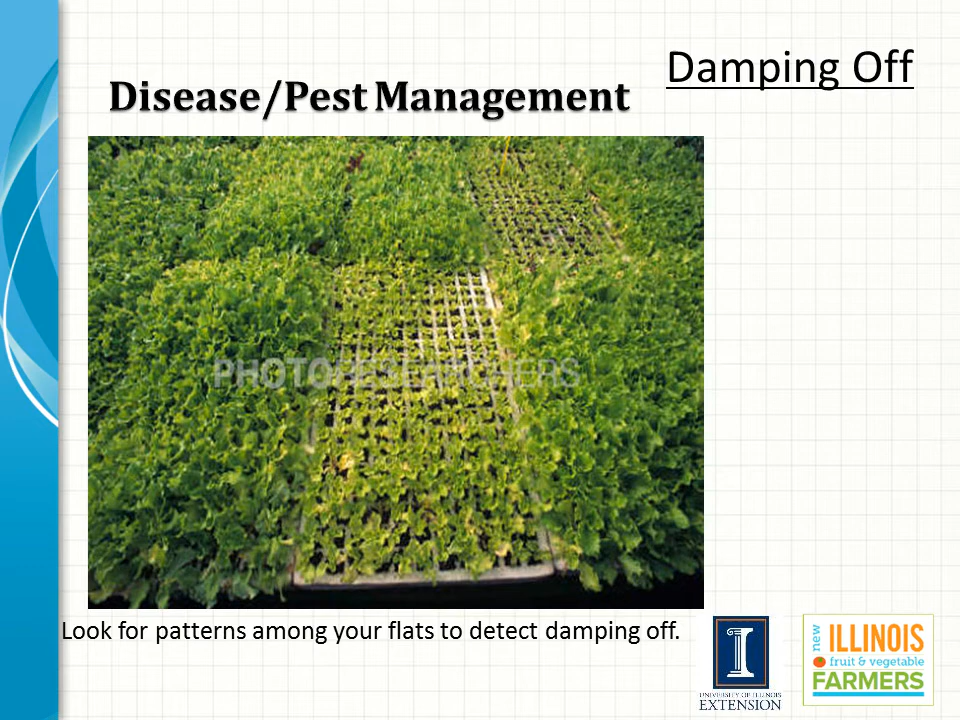 Damping Off
Disease/Pest Management
PHOTORESEARCHERS
Look for patterns among your flats to detect damping off.
I
UNIVERSITY OF ILLINOIS
EXTENSION
new
ILLINOIS
fruit & vegetable
FARMERS